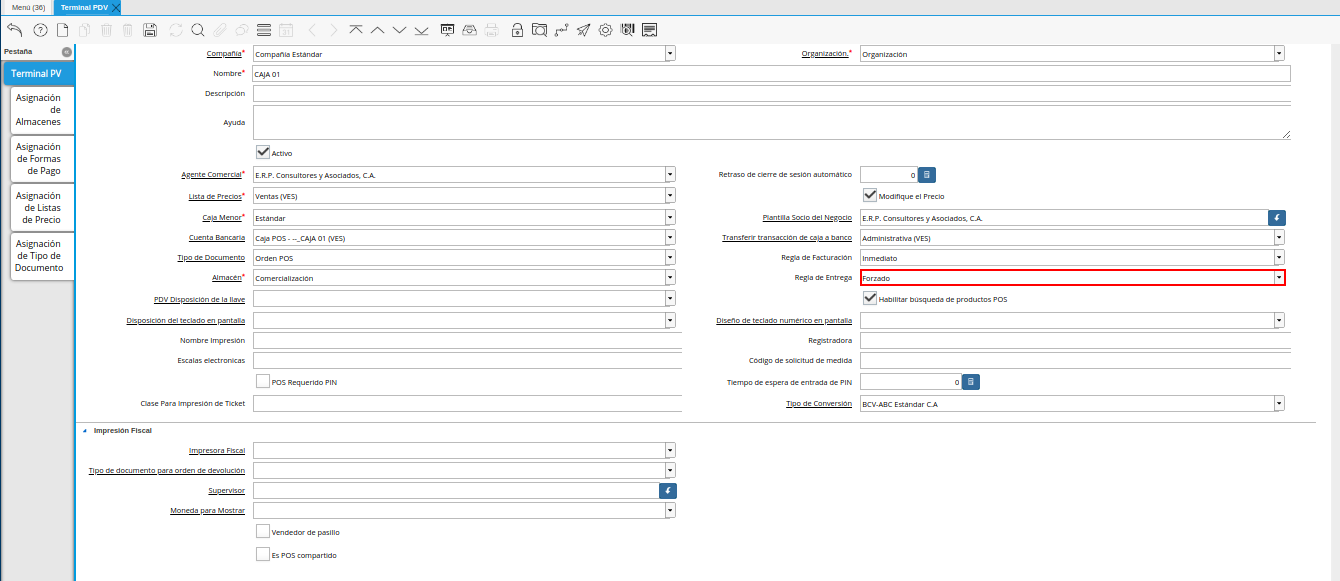 Menú (36)
Terminal PDV
Pestaña
Terminal PV
Asignación
de
Almacenes
Asignación
de Formas
de Pago
Asignación
de Listas
de Precio
Asignación
de Tipo de
Documento
Compañía* Compañía Estándar
Organización.* Organización
Nombre* CAJA 01
Descripción
Ayuda
Activo
Agente Comercial* E.R.P. Consultores y Asociados, C.A.
Retraso de cierre de sesión automático 0
Lista de Precios* Ventas (VES)
Modifique el Precio
Caja Menor* Estándar
Plantilla Socio del Negocio E.R.P. Consultores y Asociados, C.A.
Cuenta Bancaria Caja POS - --_CAJA 01 (VES)
Transferir transacción de caja a banco Administrativa (VES)
Tipo de Documento Orden POS
Regla de Facturación Inmediato
Almacén* Comercialización
Regla de Entrega Forzado
PDV Disposición de la llave
Habilitar búsqueda de productos POS
Disposición del teclado en pantalla
Diseño de teclado numérico en pantalla
Nombre Impresión
Registradora
Escalas electronicas
Código de solicitud de medida
POS Requerido PIN
Tiempo de espera de entrada de PIN 0
Clase Para Impresión de Ticket
Tipo de Conversión BCV-ABC Estándar C.A
Impresión Fiscal
Impresora Fiscal
Tipo de documento para orden de devolución
Supervisor
Moneda para Mostrar
Vendedor de pasillo
Es POS compartido